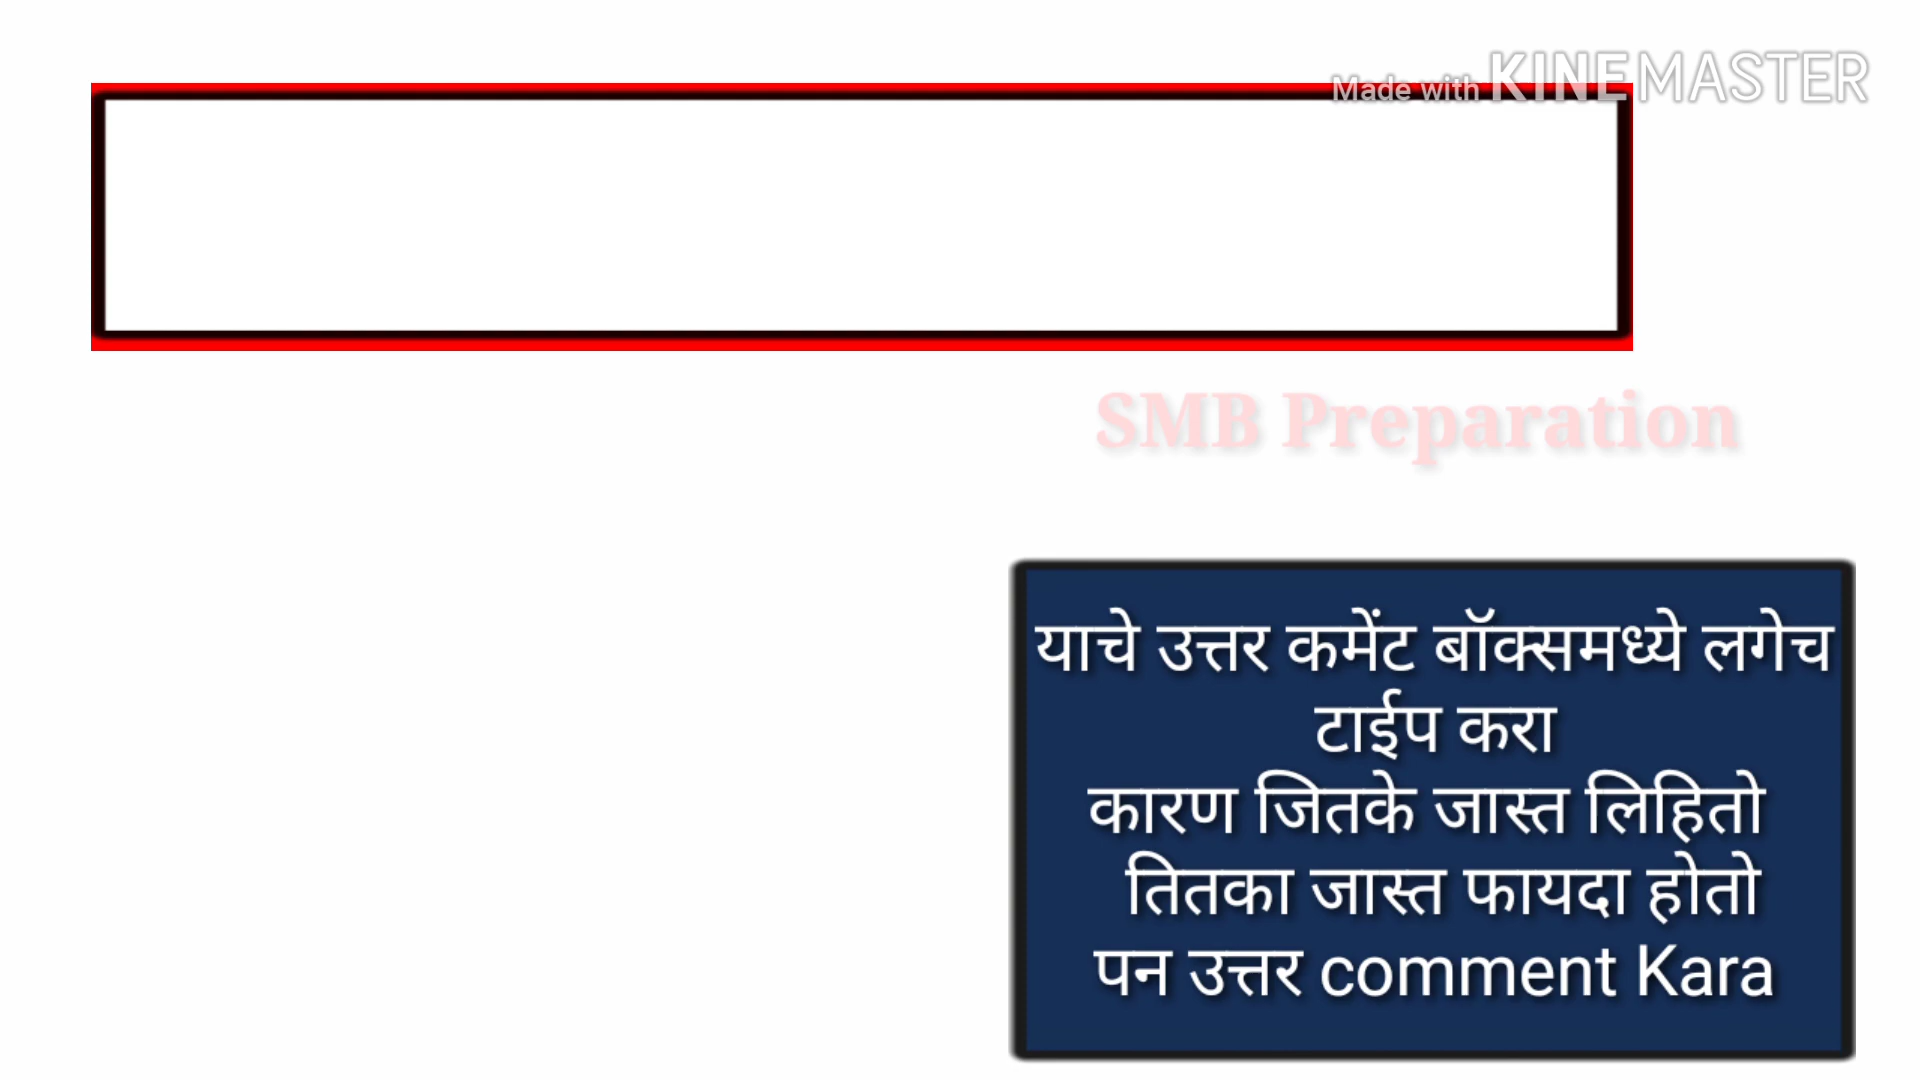 Made with KINEMASTER
SMB Preparation
याचे उत्तर कमेंट बॉक्समध्ये लगेच
टाईप करा
कारण जितके जास्त लिहितो
तितका जास्त फायदा होतो
पन उत्तर comment Kara